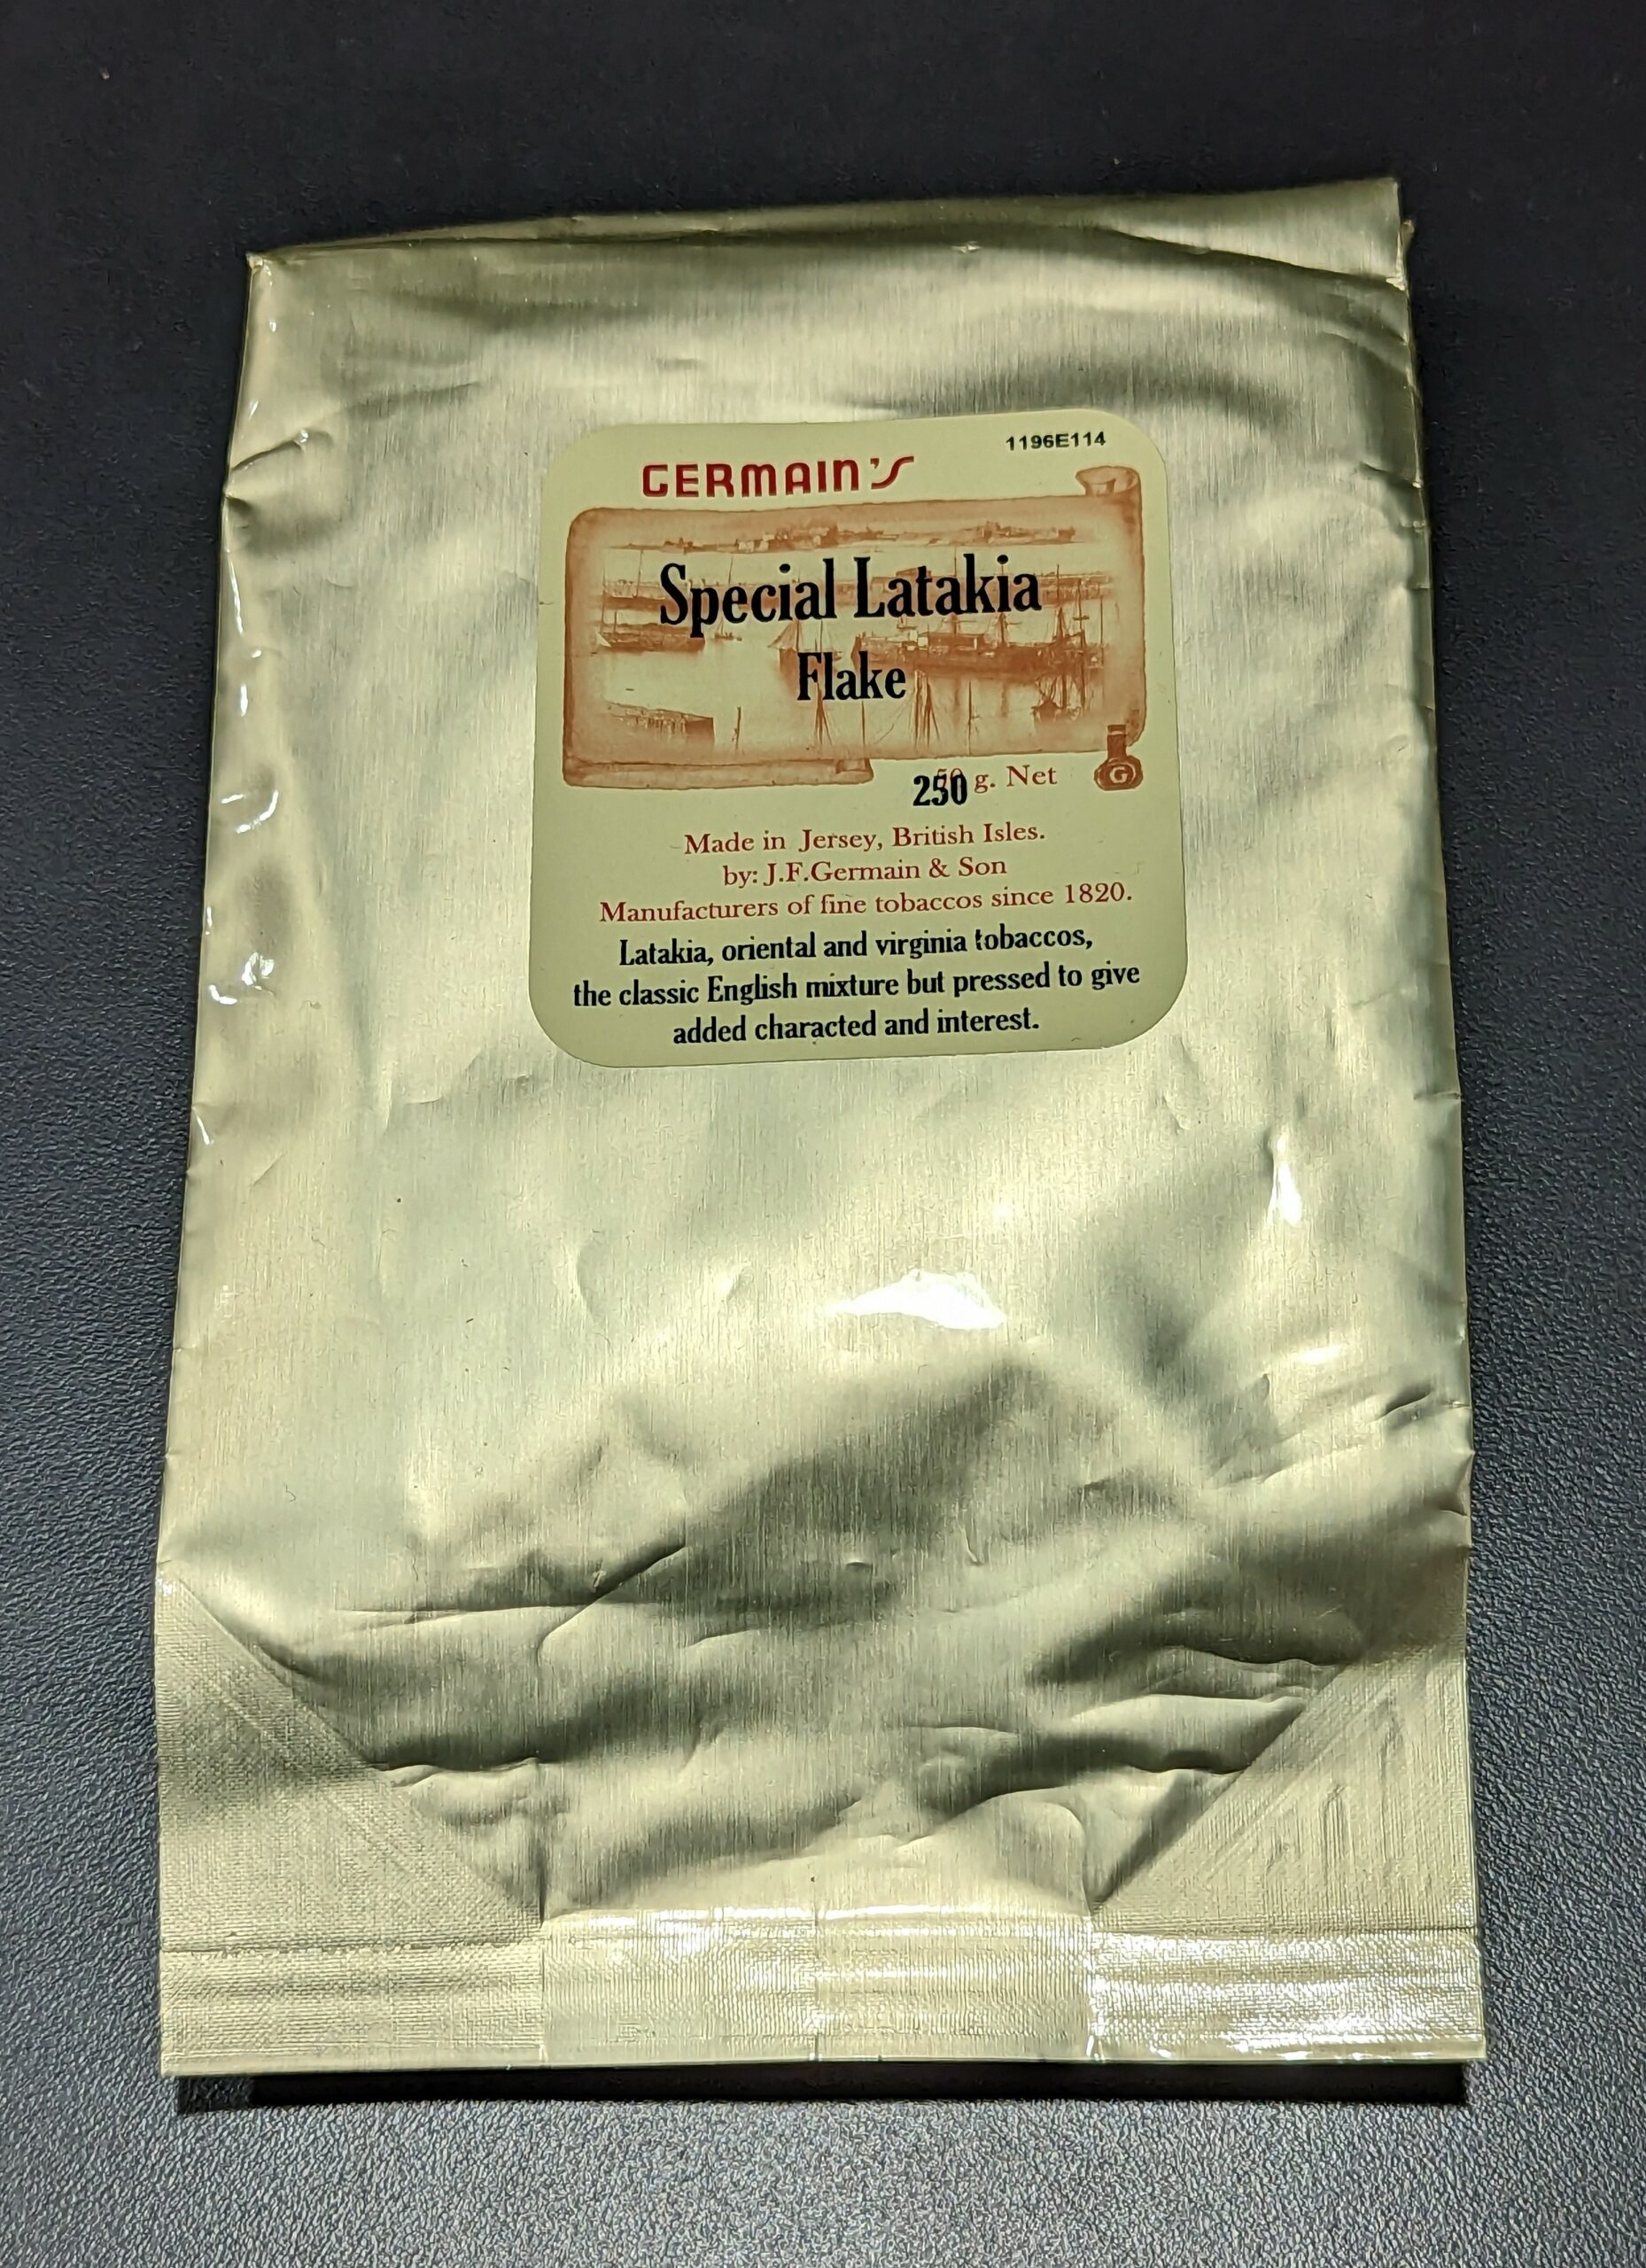 1196E114
GERMAIN'S
Special Latakia
Flake
250 g. Net
G
Made in Jersey, British Isles.
by: J.F.Germain & Son
Manufacturers of fine tobaccos since 1820.
Latakia, oriental and virginia tobaccos,
the classic English mixture but pressed to give
added characted and interest.